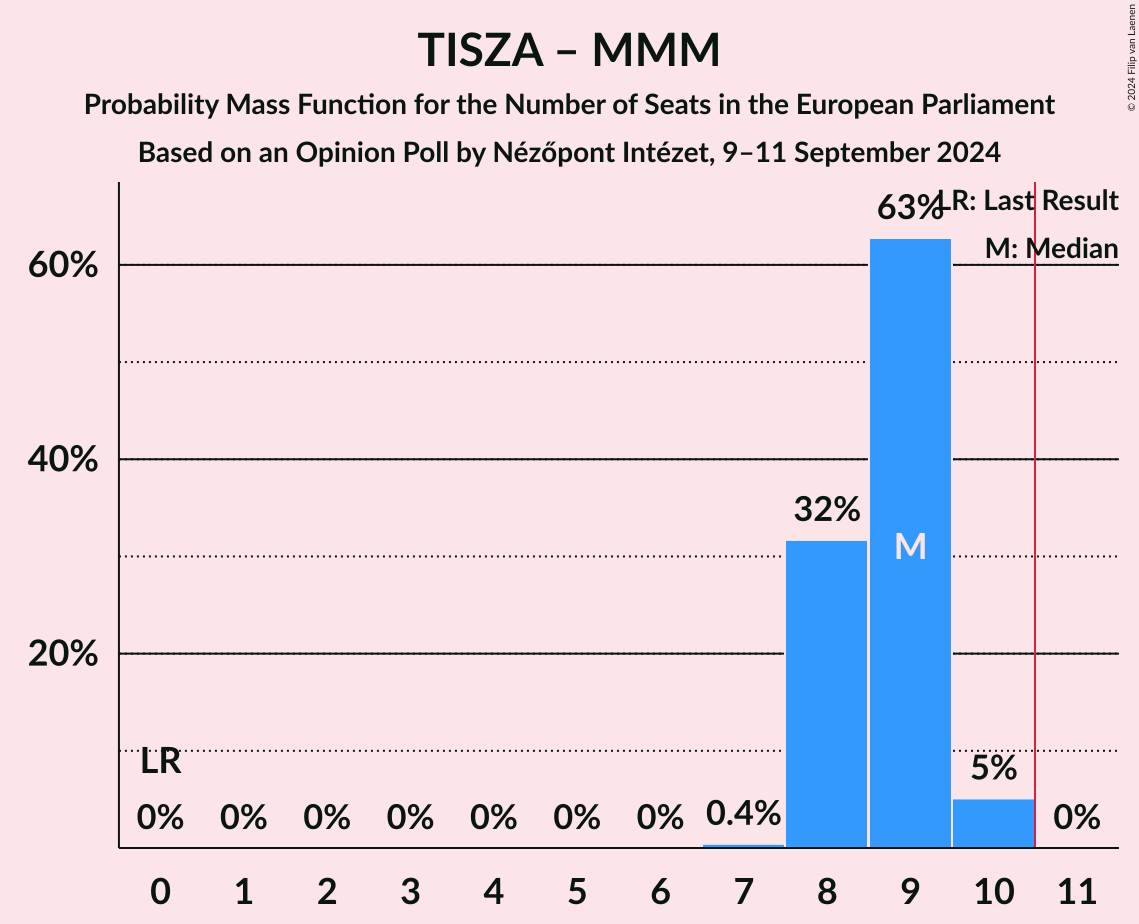 TISZA – MMM
Probability Mass Function for the Number of Seats in the European Parliament
Based on an Opinion Poll by Nézőpont Intézet, 9–11 September 2024
© 2024 Filip van Laenen
LR: Last Result
M: Median
60%
40%
20%
LR
0% 0% 0% 0% 0% 0% 0% 0.4% 32% 63% 5% 0%
M
0 1 2 3 4 5 6 7 8 9 10 11